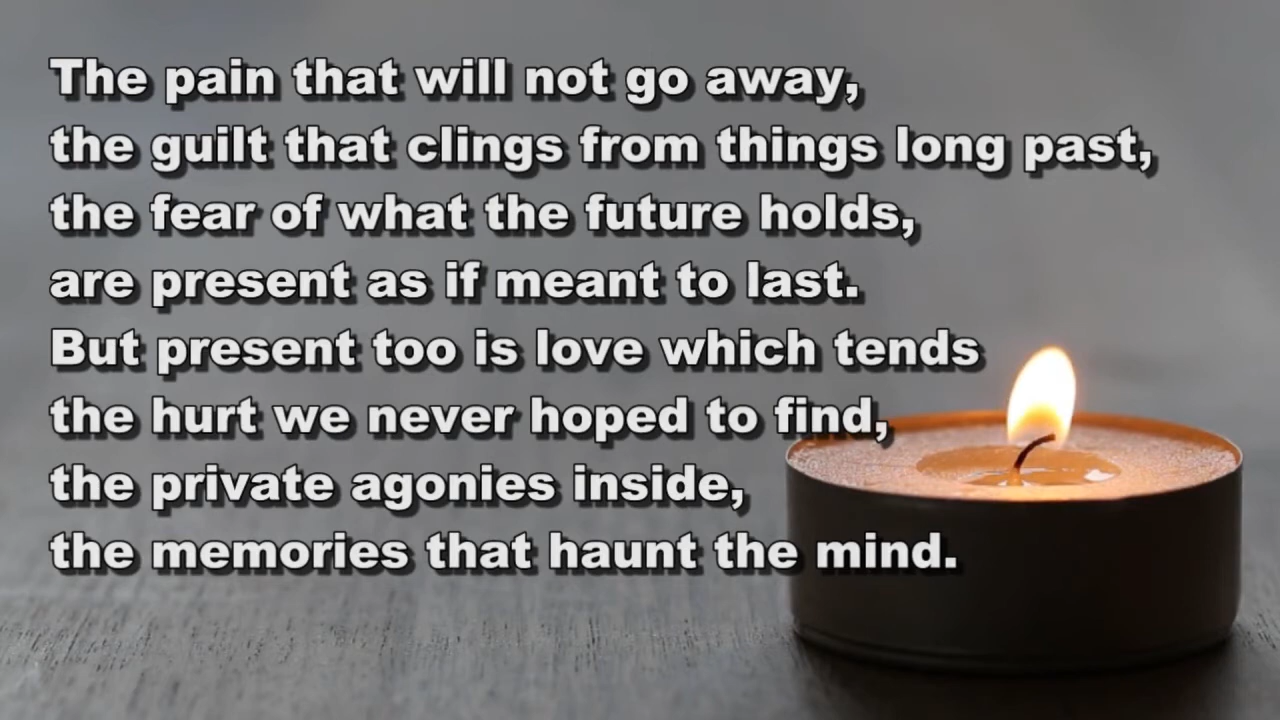 The pain that will not go away,
the guilt that clings from things long past,
the fear of what the future holds,
are present as if meant to last.
But present too is love which tends
the hurt we never hoped to find,
the private agonies inside,
the memories that haunt the mind.